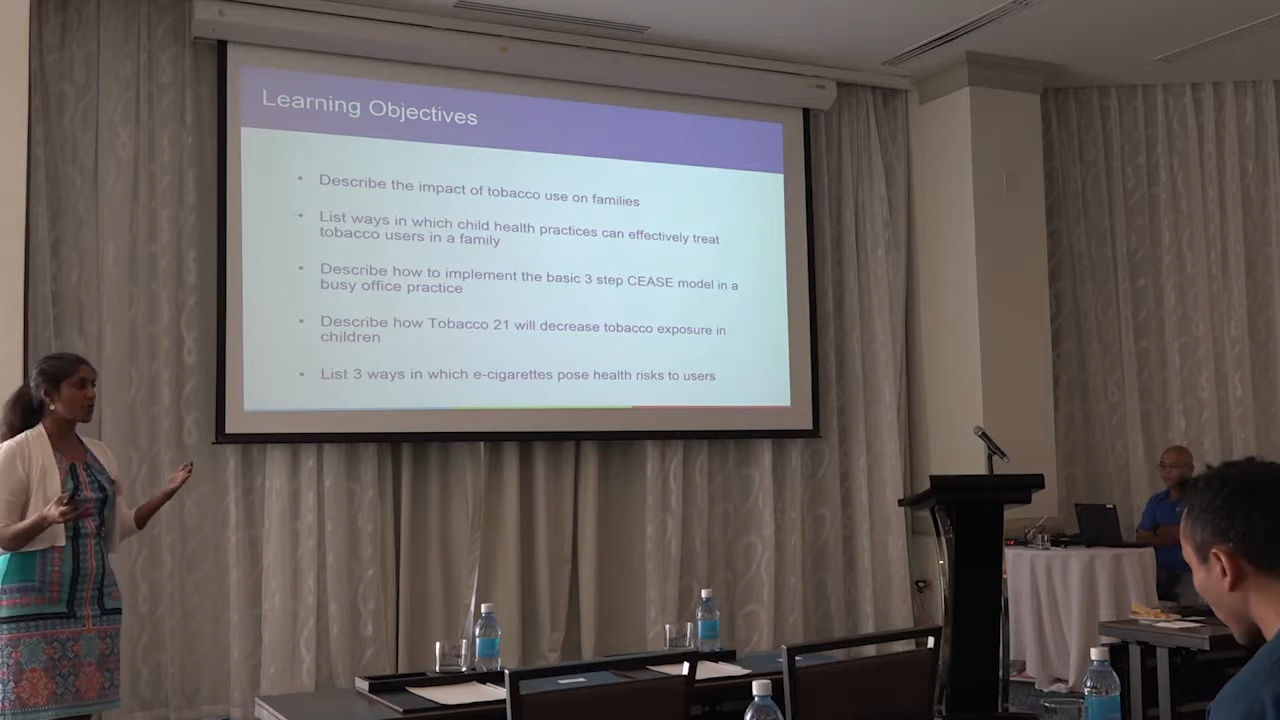 Learning Objectives
• Describe the impact of tobacco use on families
• List ways in which child health practices can effectively treat
tobacco users in a family
• Describe how to implement the basic 3 step CEASE model in a
busy office practice
• Describe how Tobacco 21 will decrease tobacco exposure in
children
• List 3 ways in which e-cigarettes pose health risks to users